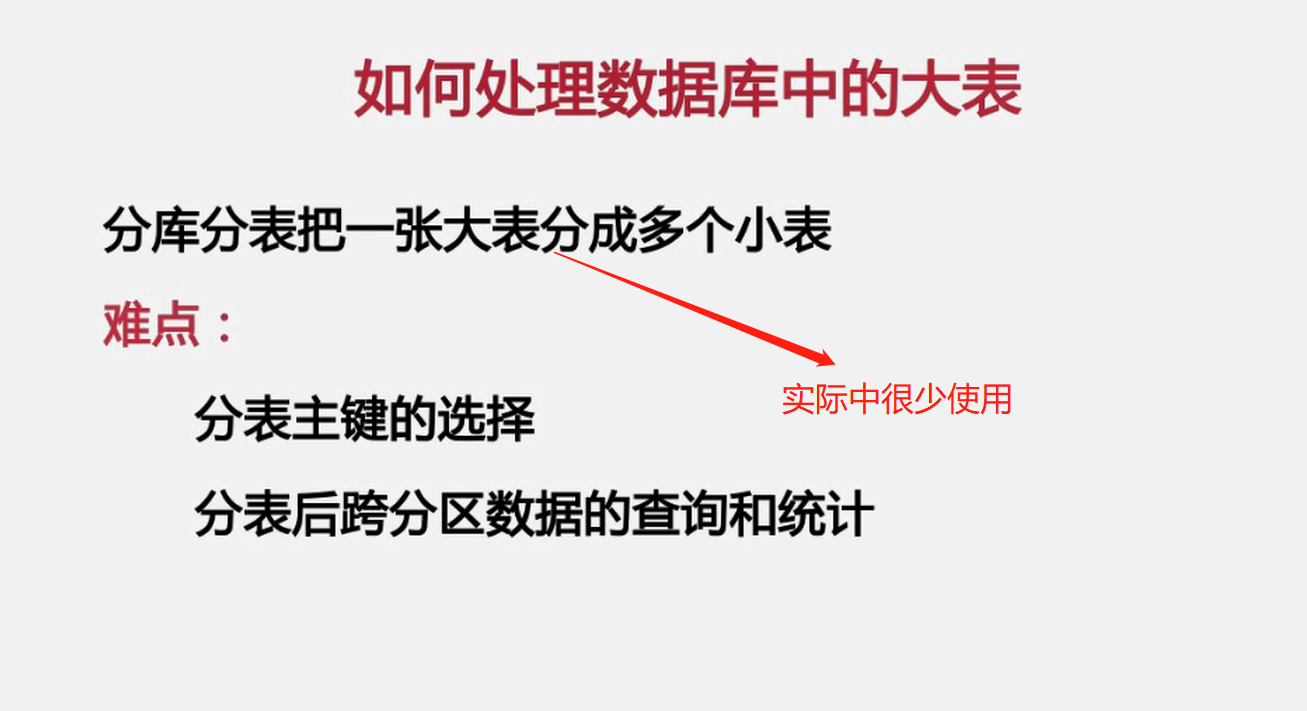 如何处理数据库中的大表
分库分表把一张大表分成多个小表
难点：
分表主键的选择
实际中很少使用
分表后跨分区数据的查询和统计